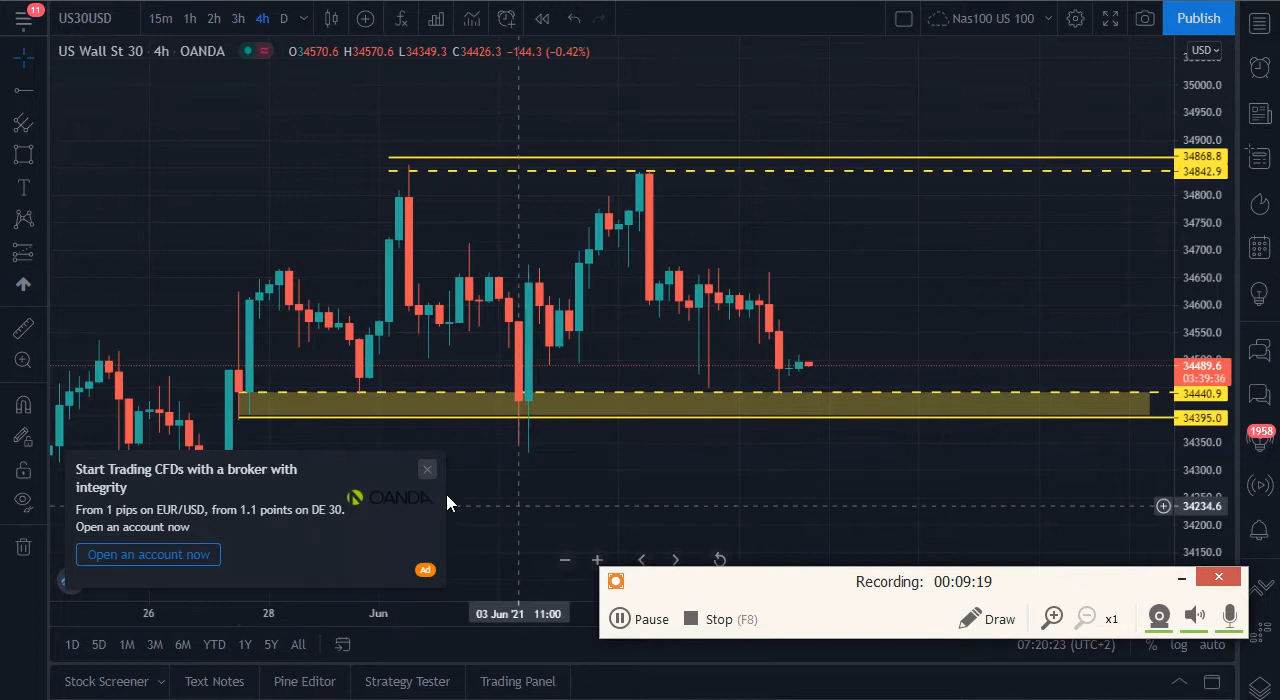 11
US30USD
15m 1h 2h 3h 4h D
Nas100 US 100
Publish
US Wall St 30 · 4h · OANDA
O34570.6 H34570.6 L34349.3 C34426.3 −144.3 (−0.42%)
USD
35000.0
34950.0
34900.0
34868.8
34842.9
34800.0
34750.0
34700.0
34650.0
34600.0
34550.0
34489.6
03:39:36
34440.9
34395.0
34350.0
1958
34300.0
34234.6
34200.0
34150.0
Start Trading CFDs with a broker with
integrity
OANDA
From 1 pips on EUR/USD, from 1.1 points on DE 30.
Open an account now
Open an account now
Ad
Recording: 00:09:19
Pause
Stop (F8)
Draw
x1
26 28 Jun 03 Jun '21 11:00
1D 5D 1M 3M 6M YTD 1Y 5Y All
07:20:23 (UTC+2)
% log auto
Stock Screener
Text Notes
Pine Editor
Strategy Tester
Trading Panel